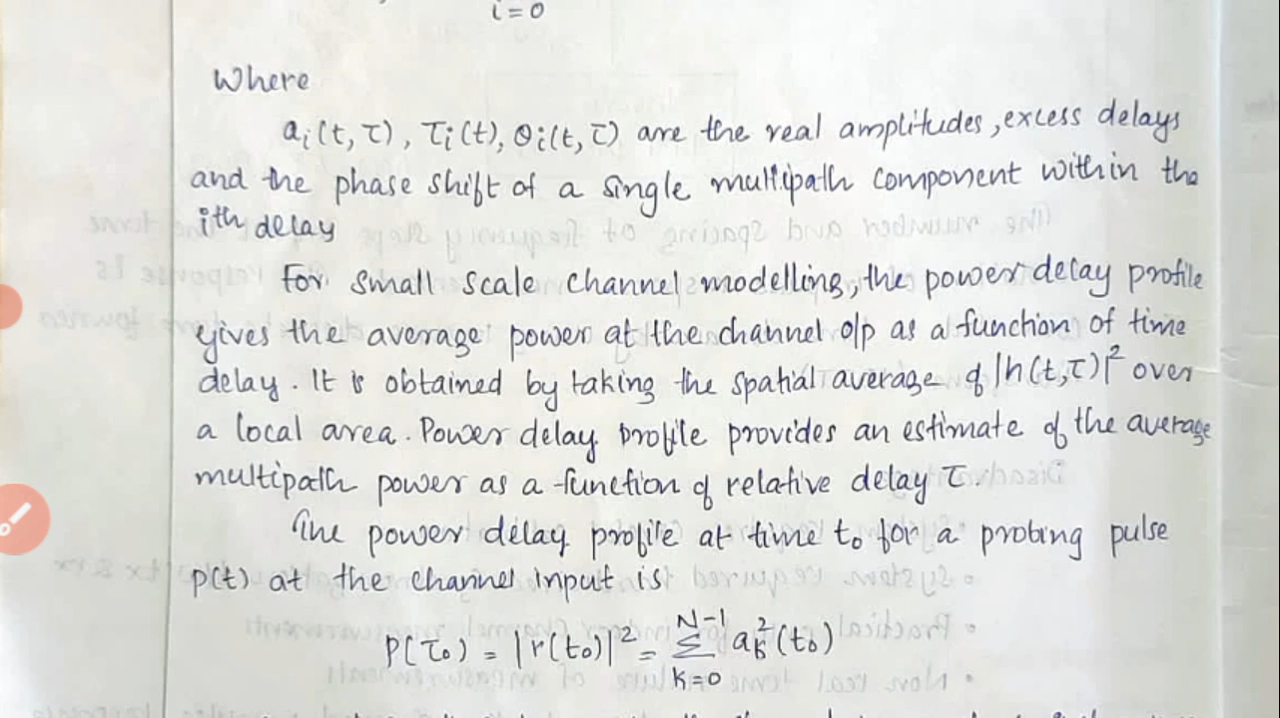 i=0
Where
aᵢ(t, τ), τᵢ(t), θᵢ(t, τ) are the real amplitudes, excess delays
and the phase shift of a single multipath component within the
ith delay
For small scale channel modelling, the power delay profile
gives the average power at the channel o/p as a function of time
delay. It is obtained by taking the spatial average of |h(t,τ)|² over
a local area. Power delay profile provides an estimate of the average
multipath power as a function of relative delay τ.
The power delay profile at time t₀ for a probing pulse
p(t) at the channel input is
P(τ₀) = |r(t₀)|² = Σ_{k=0}^{N-1} aₖ²(t₀)